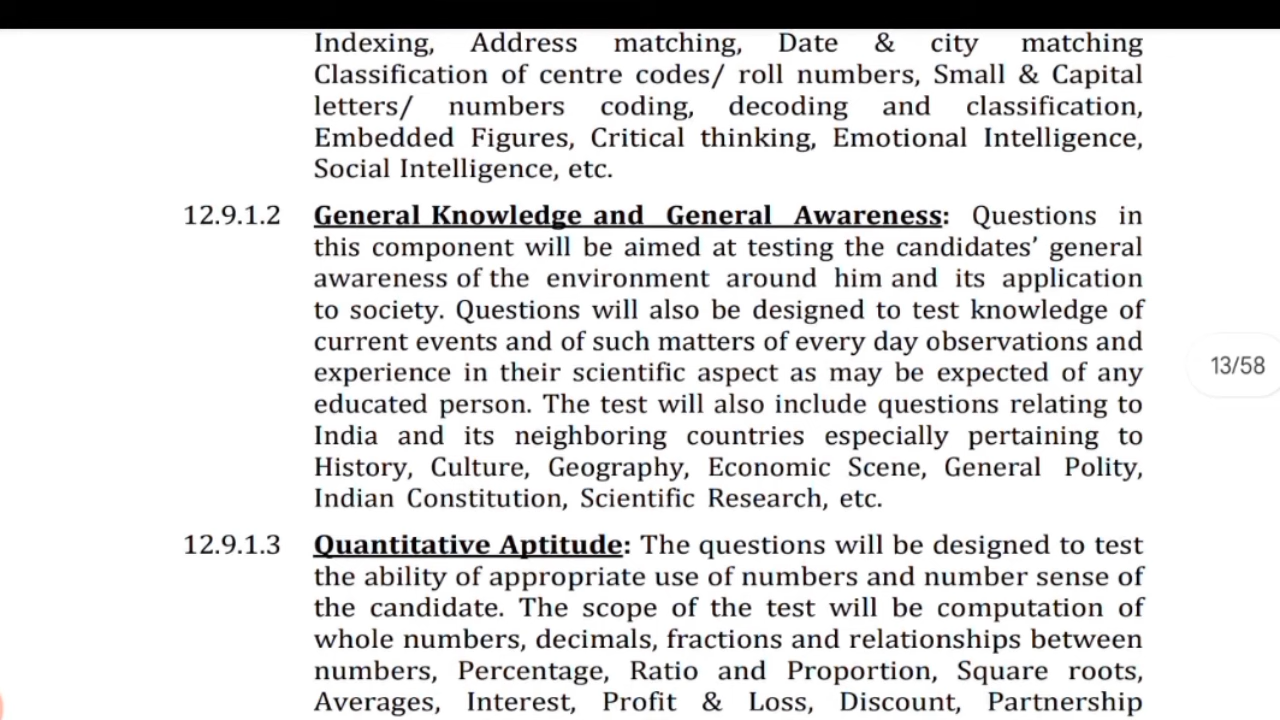 Indexing, Address matching, Date & city matching
Classification of centre codes/ roll numbers, Small & Capital
letters/ numbers coding, decoding and classification,
Embedded Figures, Critical thinking, Emotional Intelligence,
Social Intelligence, etc.
12.9.1.2 General Knowledge and General Awareness: Questions in
this component will be aimed at testing the candidates’ general
awareness of the environment around him and its application
to society. Questions will also be designed to test knowledge of
current events and of such matters of every day observations and
experience in their scientific aspect as may be expected of any
educated person. The test will also include questions relating to
India and its neighboring countries especially pertaining to
History, Culture, Geography, Economic Scene, General Polity,
Indian Constitution, Scientific Research, etc.
13/58
12.9.1.3 Quantitative Aptitude: The questions will be designed to test
the ability of appropriate use of numbers and number sense of
the candidate. The scope of the test will be computation of
whole numbers, decimals, fractions and relationships between
numbers, Percentage, Ratio and Proportion, Square roots,
Averages, Interest, Profit & Loss, Discount, Partnership